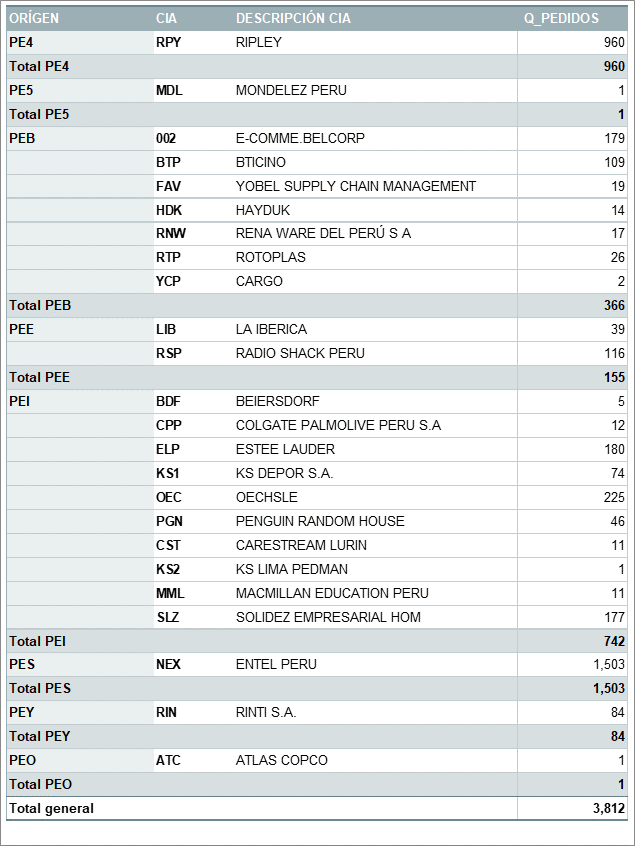 ORÍGEN CIA DESCRIPCIÓN CIA Q_PEDIDOS
PE4 RPY RIPLEY 960
Total PE4 960
PE5 MDL MONDELEZ PERU 1
Total PE5 1
PEB 002 E-COMME.BELCORP 179
BTP BTICINO 109
FAV YOBEL SUPPLY CHAIN MANAGEMENT 19
HDK HAYDUK 14
RNW RENA WARE DEL PERÚ S A 17
RTP ROTOPLAS 26
YCP CARGO 2
Total PEB 366
PEE LIB LA IBERICA 39
RSP RADIO SHACK PERU 116
Total PEE 155
PEI BDF BEIERSDORF 5
CPP COLGATE PALMOLIVE PERU S.A 12
ELP ESTEE LAUDER 180
KS1 KS DEPOR S.A. 74
OEC OECHSLE 225
PGN PENGUIN RANDOM HOUSE 46
CST CARESTREAM LURIN 11
KS2 KS LIMA PEDMAN 1
MML MACMILLAN EDUCATION PERU 11
SLZ SOLIDEZ EMPRESARIAL HOM 177
Total PEI 742
PES NEX ENTEL PERU 1,503
Total PES 1,503
PEY RIN RINTI S.A. 84
Total PEY 84
PEO ATC ATLAS COPCO 1
Total PEO 1
Total general 3,812